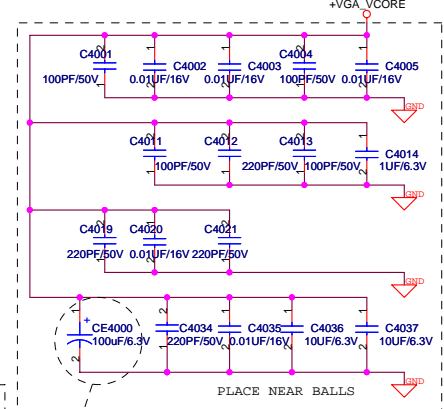 +VGA_VCORE
C4001 C4002 C4003 C4004 C4005
100PF/50V 0.01UF/16V 0.01UF/16V 100PF/50V 0.01UF/16V
GND
C4011 C4012 C4013 C4014
100PF/50V 220PF/50V 100PF/50V 1UF/6.3V
GND
C4019 C4020 C4021
220PF/50V 0.01UF/16V 220PF/50V
GND
CE4000 C4034 C4035 C4036 C4037
100uF/6.3V 220PF/50V 0.01UF/16V 10UF/6.3V 10UF/6.3V
GND
PLACE NEAR BALLS